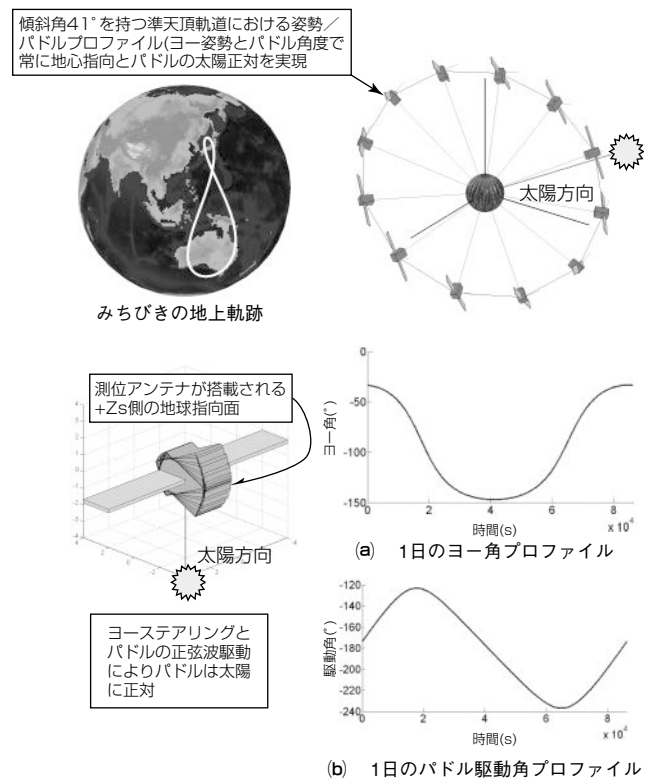 傾斜角41°を持つ準天頂軌道における姿勢／
パドルプロファイル(ヨー姿勢とパドル角度で
常に地心指向とパドルの太陽正対を実現
太陽方向
みちびきの地上軌跡
測位アンテナが搭載される
+Zs側の地球指向面
太陽方向
ヨーステアリングと
パドルの正弦波駆動
によりパドルは太陽
に正対
0
-50
-100
-150
ヨー角(°)
0 2 4 6 8
時間(s)
x 10⁴
(a) 1日のヨー角プロファイル
-120
-140
-160
-180
-200
-220
-240
駆動角(°)
0 2 4 6 8
時間(s)
x 10⁴
(b) 1日のパドル駆動角プロファイル